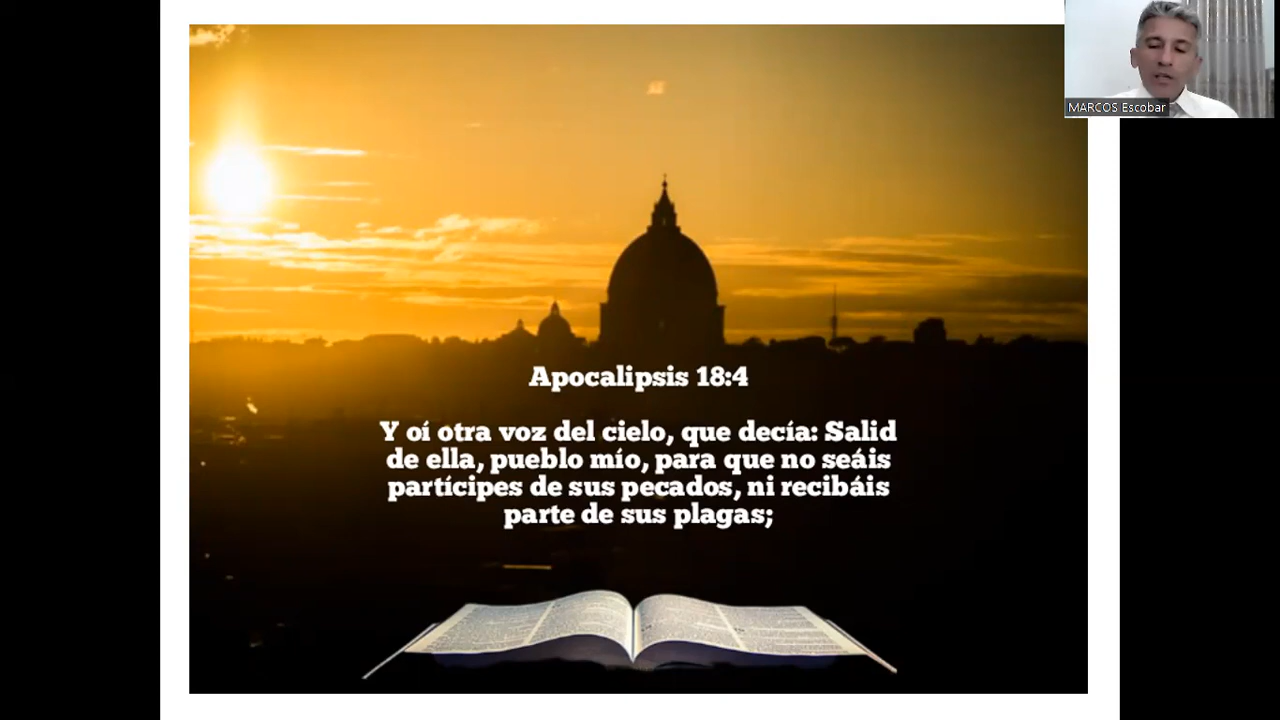 MARCOS Escobar
Apocalipsis 18:4
Y oí otra voz del cielo, que decía: Salid
de ella, pueblo mío, para que no seáis
partícipes de sus pecados, ni recibáis
parte de sus plagas;